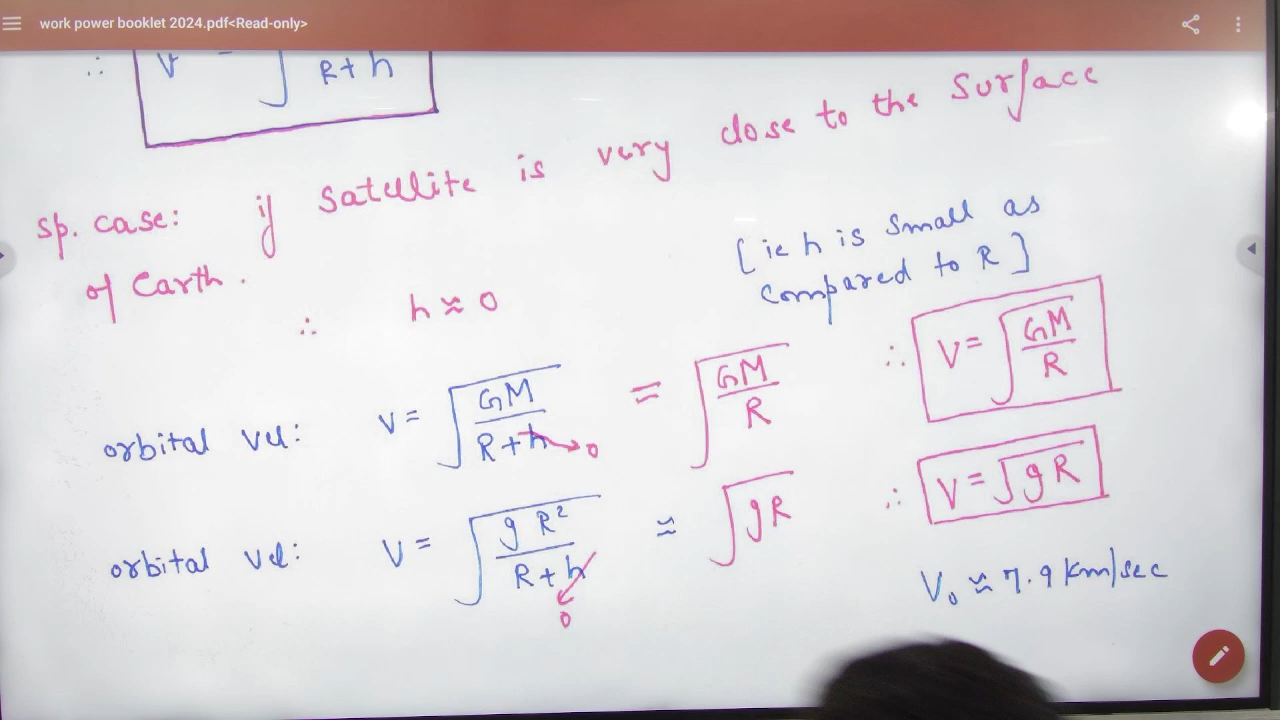 work power booklet 2024.pdf<Read-only>
∴ V = √ R+h
sp. case: if satellite is very close to the surface
of Earth.
[ie h is small as
compared to R]
∴ h ≈ 0
orbital vel: V = √(GM/(R+h)) → 0 = √(GM/R) ∴ V = √(GM/R)
orbital vel: V = √(gR²/(R+h)) → 0 ≈ √gR ∴ V = √gR
V₀ ≈ 7.9 km/sec